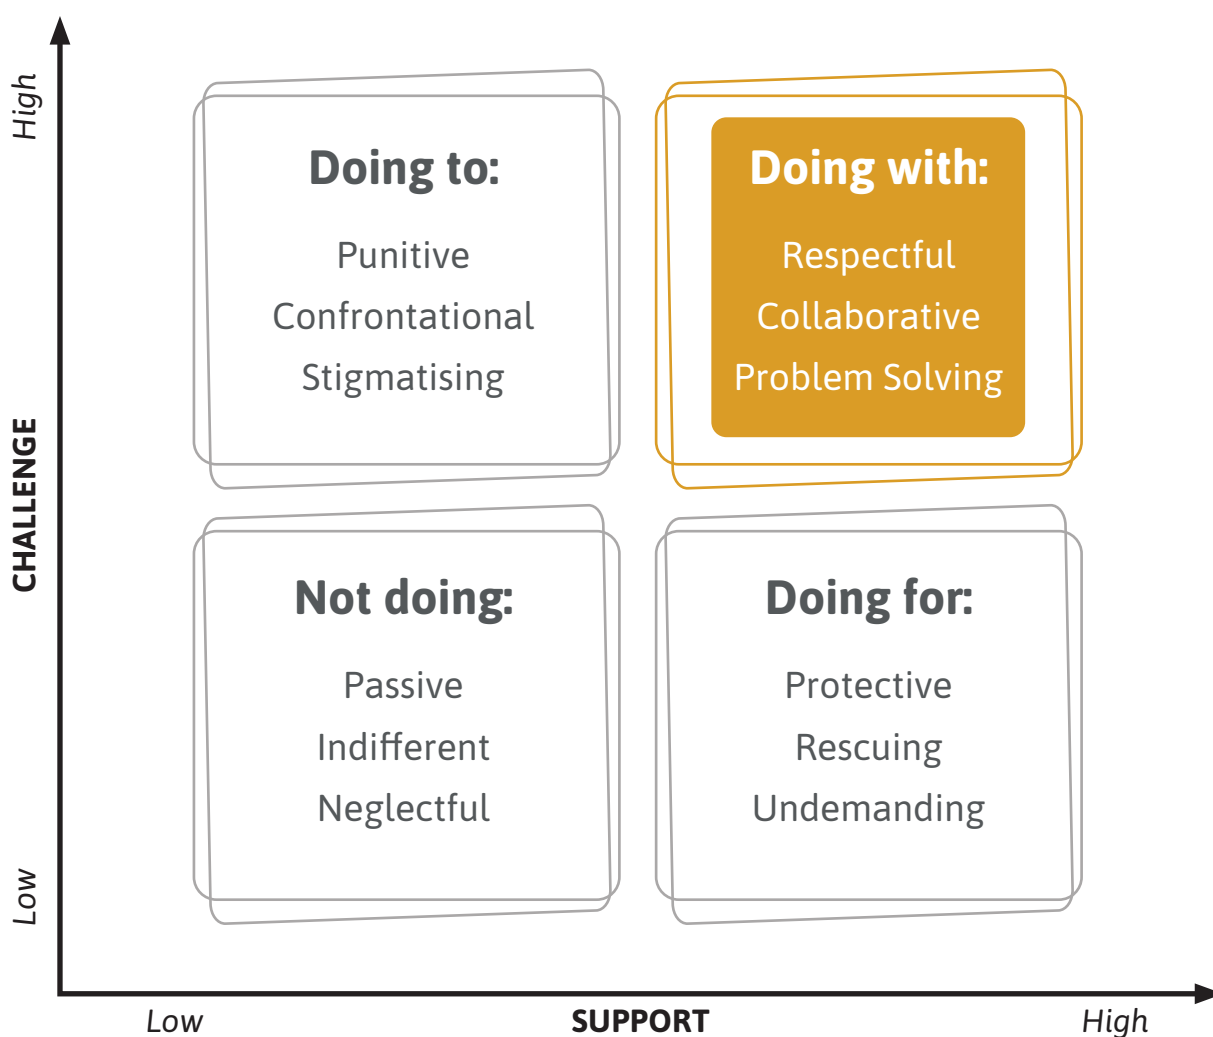 High
Doing to:
Punitive
Confrontational
Stigmatising
Doing with:
Respectful
Collaborative
Problem Solving
CHALLENGE
Not doing:
Passive
Indifferent
Neglectful
Doing for:
Protective
Rescuing
Undemanding
Low
Low
SUPPORT
High